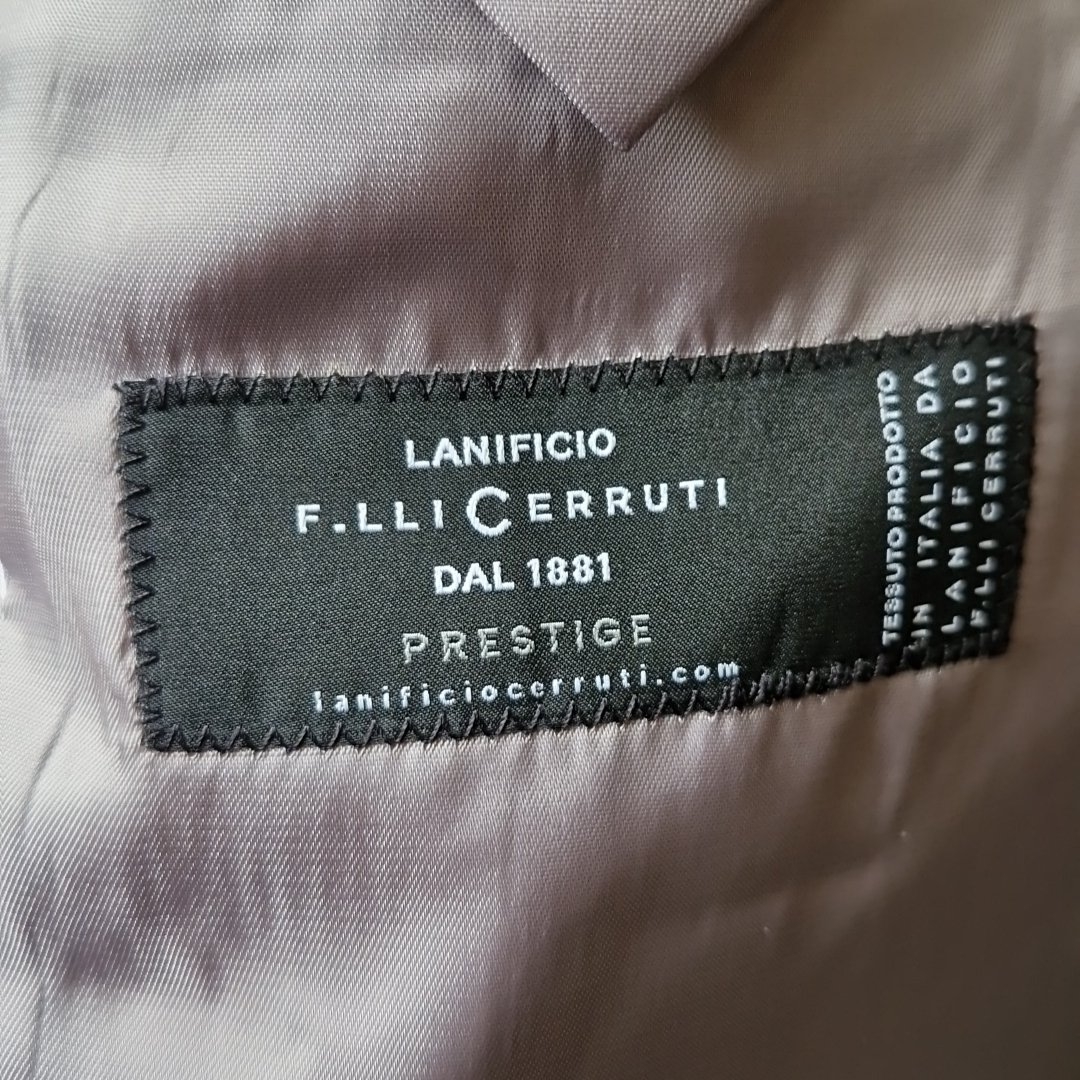 LANIFICIO
F.LLI CERRUTI
DAL 1881
PRESTIGE
lanificiocerruti.com
TESSUTO PRODOTTO
IN ITALIA DA
LANIFICIO
F.LLI CERRUTI